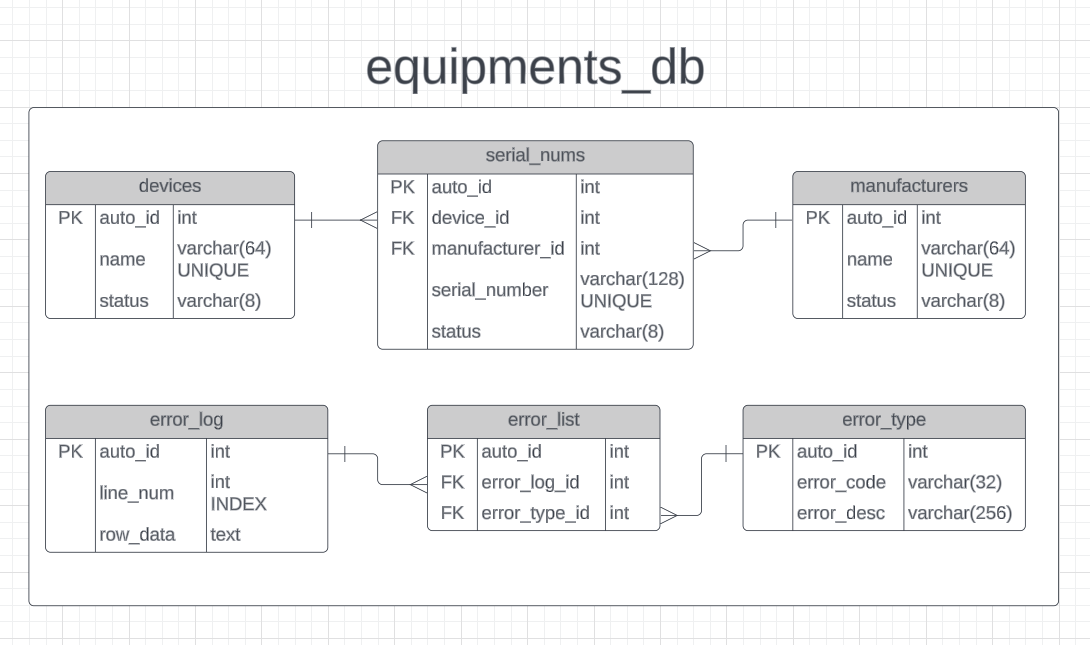 equipments_db
devices
PK auto_id int
name varchar(64) UNIQUE
status varchar(8)
serial_nums
PK auto_id int
FK device_id int
FK manufacturer_id int
serial_number varchar(128) UNIQUE
status varchar(8)
manufacturers
PK auto_id int
name varchar(64) UNIQUE
status varchar(8)
error_log
PK auto_id int
line_num int INDEX
row_data text
error_list
PK auto_id int
FK error_log_id int
FK error_type_id int
error_type
PK auto_id int
error_code varchar(32)
error_desc varchar(256)